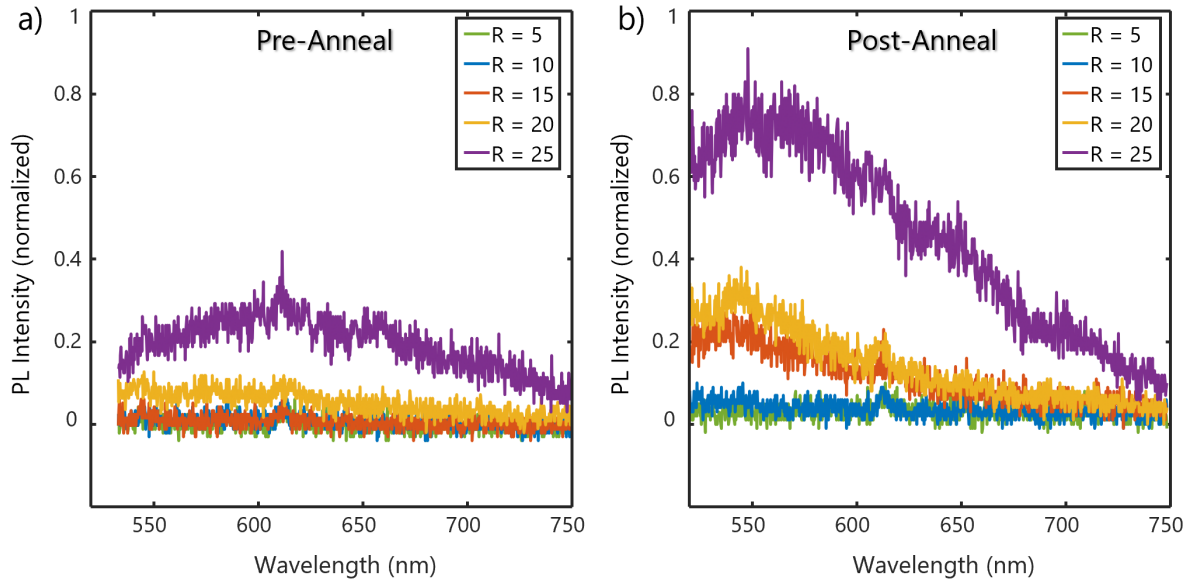 a)
Pre-Anneal
R = 5
R = 10
R = 15
R = 20
R = 25
1
0.8
0.6
0.4
0.2
0
PL Intensity (normalized)
550
600
650
700
750
Wavelength (nm)
b)
Post-Anneal
R = 5
R = 10
R = 15
R = 20
R = 25
1
0.8
0.6
0.4
0.2
0
PL Intensity (normalized)
550
600
650
700
750
Wavelength (nm)